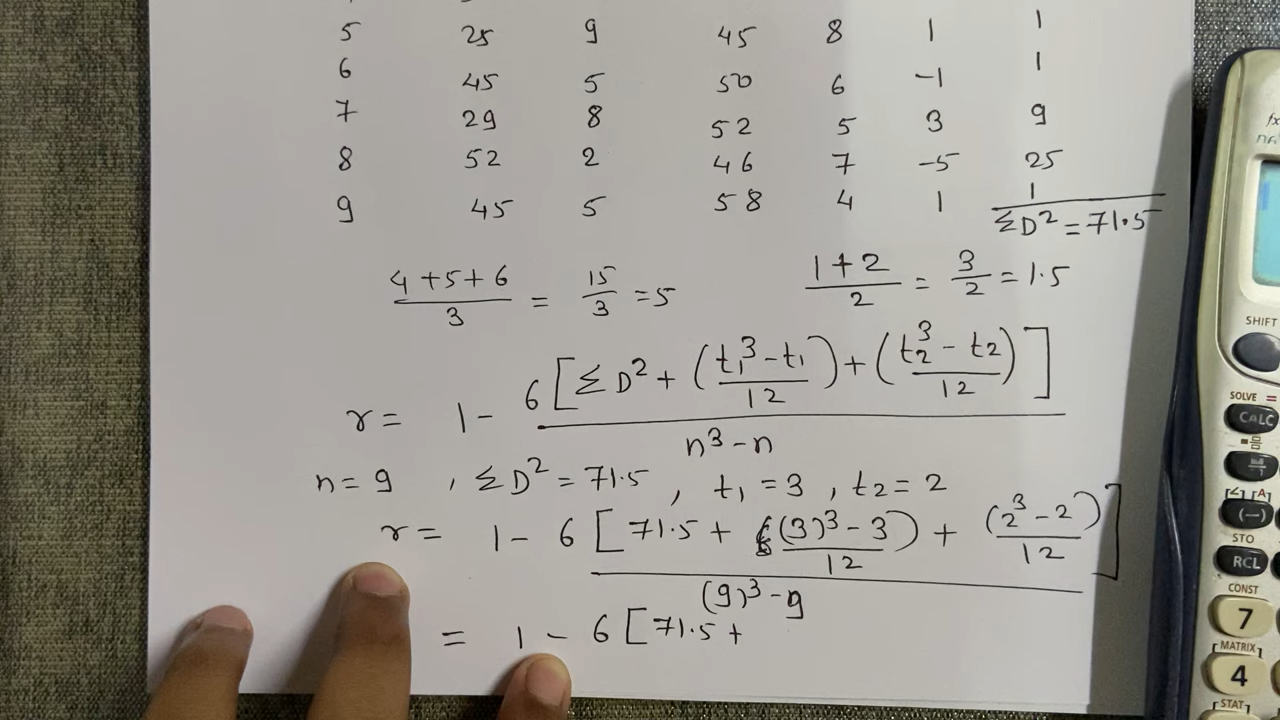 5 25 9 45 8 1 1
6 45 5 50 6 -1 1
7 29 8 52 5 3 9
8 52 2 46 7 -5 25
9 45 5 58 4 1 1
ΣD² = 71.5
(4+5+6)/3 = 15/3 = 5
(1+2)/2 = 3/2 = 1.5
r = 1 - 6[ΣD² + ((t₁³ - t₁)/12) + ((t₂³ - t₂)/12)] / (n³ - n)
n = 9 , ΣD² = 71.5 , t₁ = 3 , t₂ = 2
r = 1 - 6[71.5 + ((3)³ - 3)/12) + ((2³ - 2)/12)] / ((9)³ - 9)
= 1 - 6[71.5 +
SHIFT
SOLVE =
CALC
(-)
STO
RCL
CONST
7
MATRIX
4
STAT